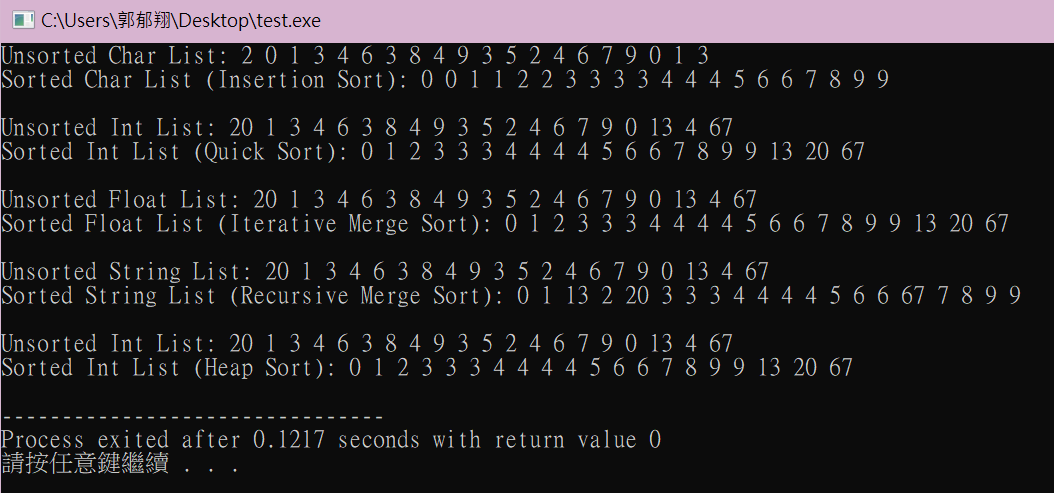 C:\Users\郭郁翔\Desktop\test.exe
Unsorted Char List: 2 0 1 3 4 6 3 8 4 9 3 5 2 4 6 7 9 0 1 3
Sorted Char List (Insertion Sort): 0 0 1 1 2 2 3 3 3 3 4 4 4 5 6 6 7 8 9 9
Unsorted Int List: 20 1 3 4 6 3 8 4 9 3 5 2 4 6 7 9 0 13 4 67
Sorted Int List (Quick Sort): 0 1 2 3 3 3 4 4 4 4 5 6 6 7 8 9 9 13 20 67
Unsorted Float List: 20 1 3 4 6 3 8 4 9 3 5 2 4 6 7 9 0 13 4 67
Sorted Float List (Iterative Merge Sort): 0 1 2 3 3 3 4 4 4 4 5 6 6 7 8 9 9 13 20 67
Unsorted String List: 20 1 3 4 6 3 8 4 9 3 5 2 4 6 7 9 0 13 4 67
Sorted String List (Recursive Merge Sort): 0 1 13 2 20 3 3 3 4 4 4 4 5 6 6 67 7 8 9 9
Unsorted Int List: 20 1 3 4 6 3 8 4 9 3 5 2 4 6 7 9 0 13 4 67
Sorted Int List (Heap Sort): 0 1 2 3 3 3 4 4 4 4 5 6 6 7 8 9 9 13 20 67
--------------------------------
Process exited after 0.1217 seconds with return value 0
請按任意鍵繼續 . . .